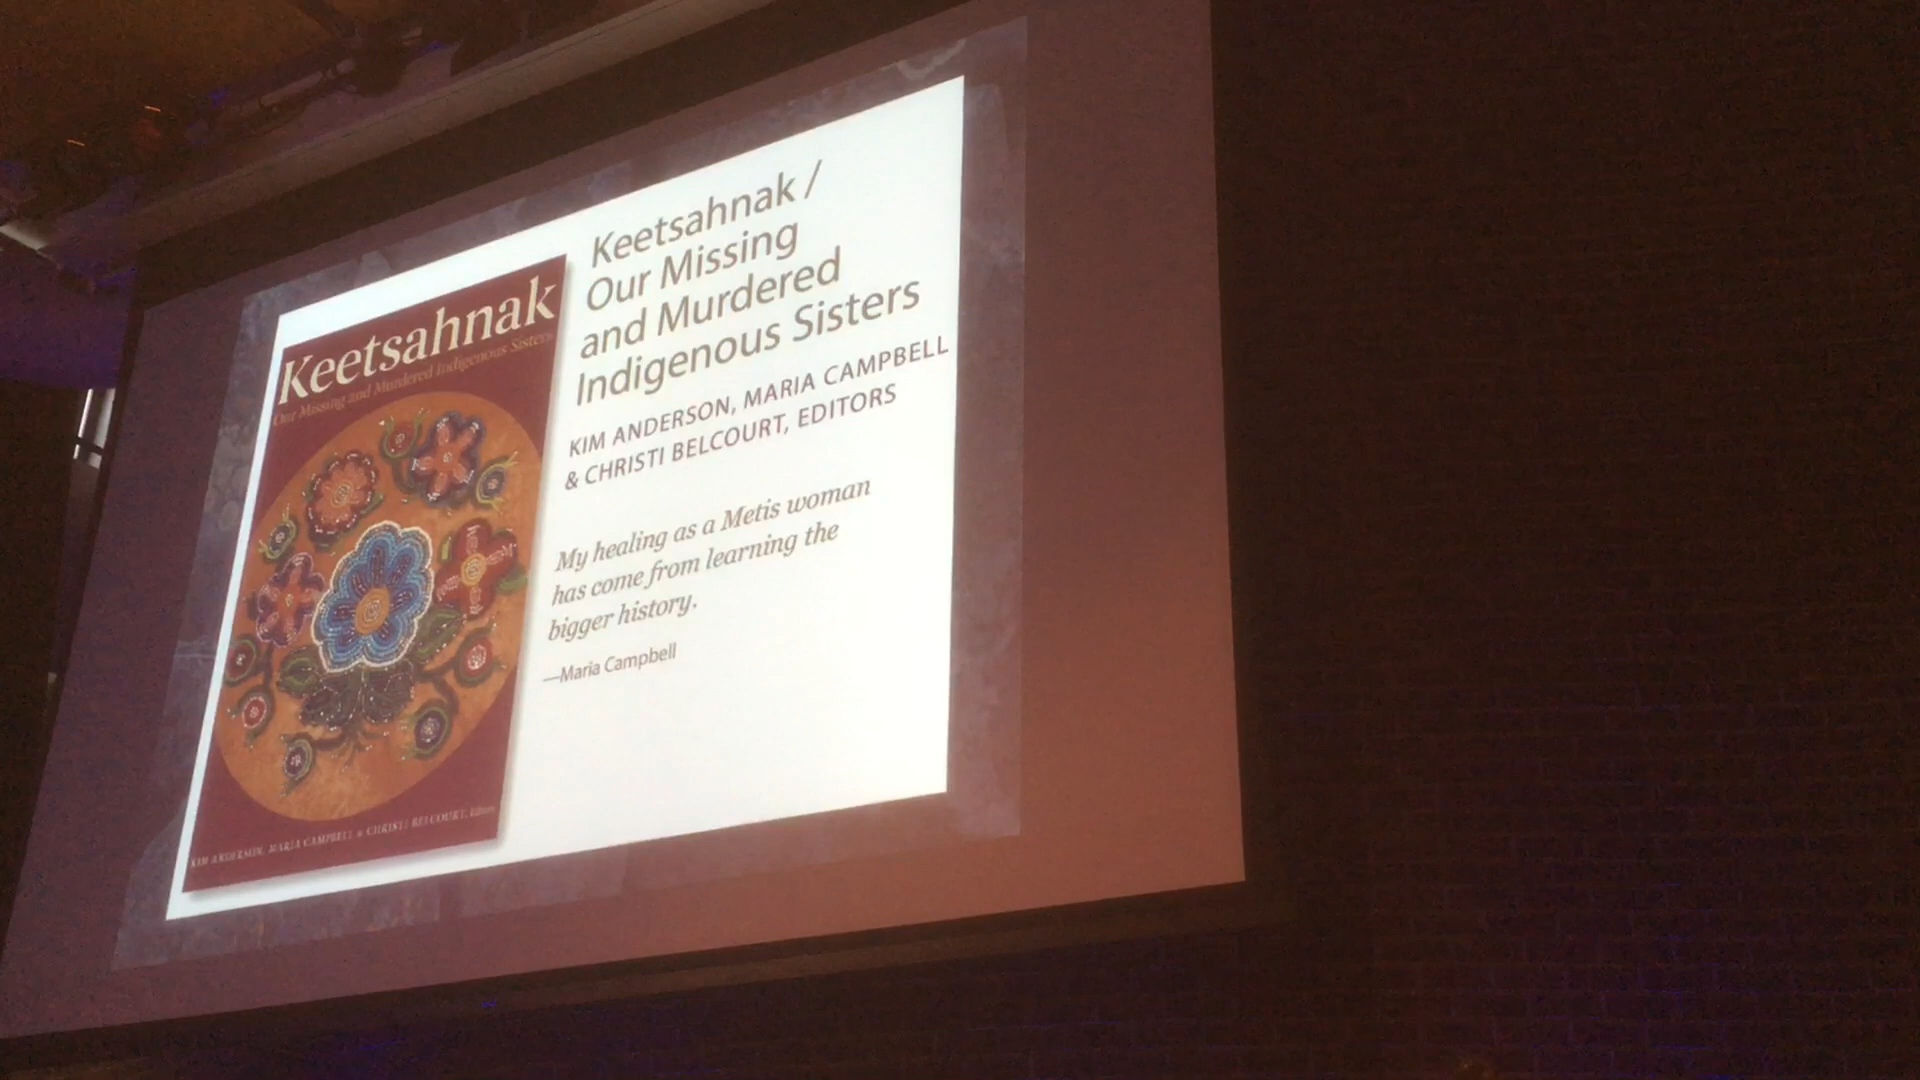 Keetsahnak
Our Missing and Murdered Indigenous Sisters
KIM ANDERSON, MARIA CAMPBELL & CHRISTI BELCOURT, Editors
Keetsahnak /
Our Missing
and Murdered
Indigenous Sisters
KIM ANDERSON, MARIA CAMPBELL
& CHRISTI BELCOURT, EDITORS
My healing as a Metis woman
has come from learning the
bigger history.
—Maria Campbell